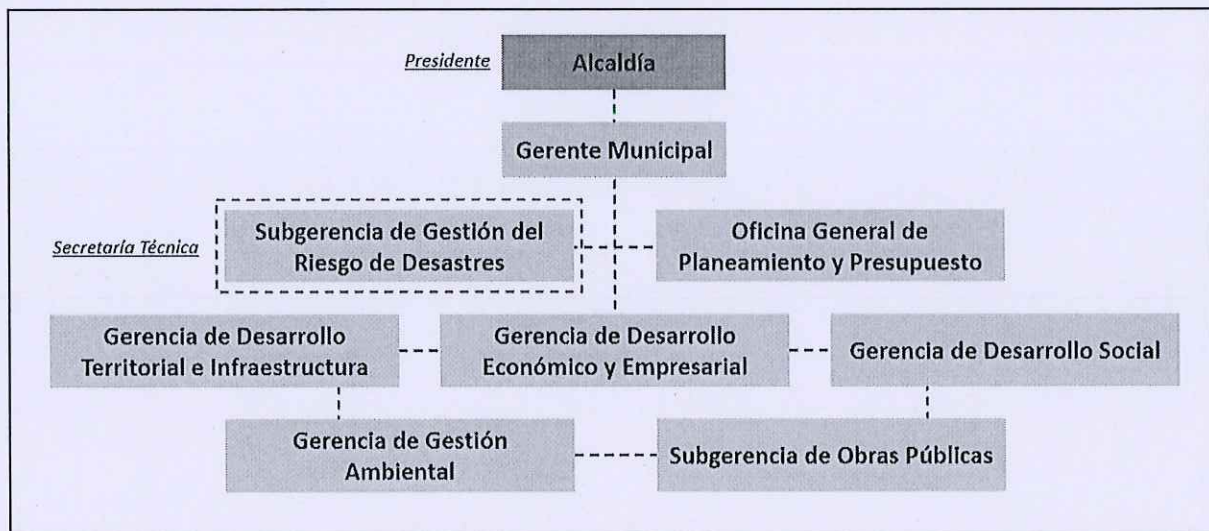 Presidente
Alcaldía
Gerente Municipal
Secretaría Técnica
Subgerencia de Gestión del
Riesgo de Desastres
Oficina General de
Planeamiento y Presupuesto
Gerencia de Desarrollo
Territorial e Infraestructura
Gerencia de Desarrollo
Económico y Empresarial
Gerencia de Desarrollo Social
Gerencia de Gestión
Ambiental
Subgerencia de Obras Públicas